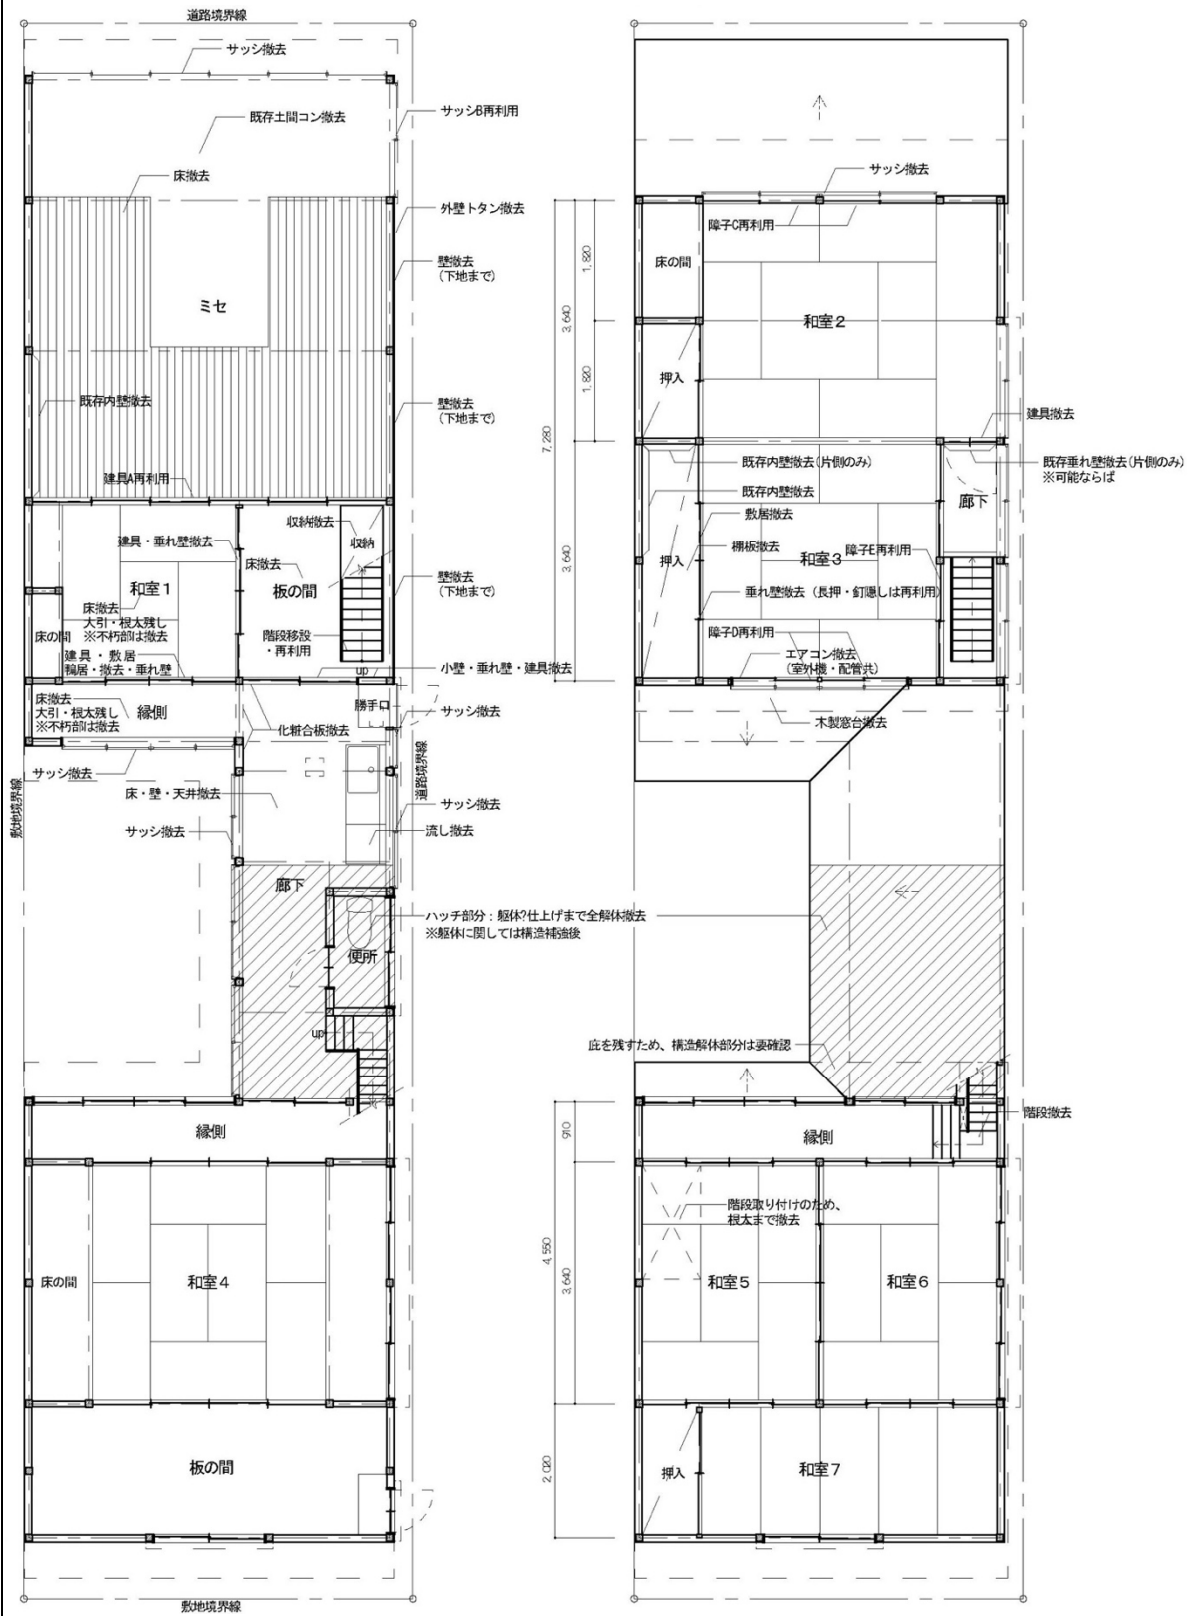 道路境界線
サッシ撤去
既存土間コン撤去
サッシB再利用
床撤去
外壁トタン撤去
壁撤去
(下地まで)
ミセ
既存内壁撤去
壁撤去
(下地まで)
建具A再利用
収納撤去
収納
建具・垂れ壁撤去
床撤去
和室1
板の間
壁撤去
(下地まで)
床撤去
大引・根太残し
※不朽部は撤去
床の間
階段移設
・再利用
建具・敷居
鴨居・撤去・垂れ壁
up
小壁・垂れ壁・建具撤去
床撤去
大引・根太残し
※不朽部は撤去
縁側
勝手口
サッシ撤去
化粧合板撤去
サッシ撤去
敷地境界線
道路境界線
床・壁・天井撤去
サッシ撤去
サッシ撤去
流し撤去
廊下
ハッチ部分:躯体?仕上げまで全解体撤去
※躯体に関しては構造補強後
便所
up
縁側
床の間
和室4
板の間
敷地境界線
サッシ撤去
障子C再利用
床の間
和室2
押入
1,820
3,640
1,820
7,280
3,640
建具撤去
既存内壁撤去(片側のみ)
既存垂れ壁撤去(片側のみ)
※可能ならば
既存内壁撤去
廊下
敷居撤去
棚板撤去
押入
和室3
障子E再利用
垂れ壁撤去(長押・釘隠しは再利用)
障子D再利用
エアコン撤去
(室外機・配管共)
木製窓台撤去
庇を残すため、構造解体部分は要確認
階段撤去
縁側
910
階段取り付けのため、
根太まで撤去
4,550
3,640
和室5
和室6
2,020
押入
和室7